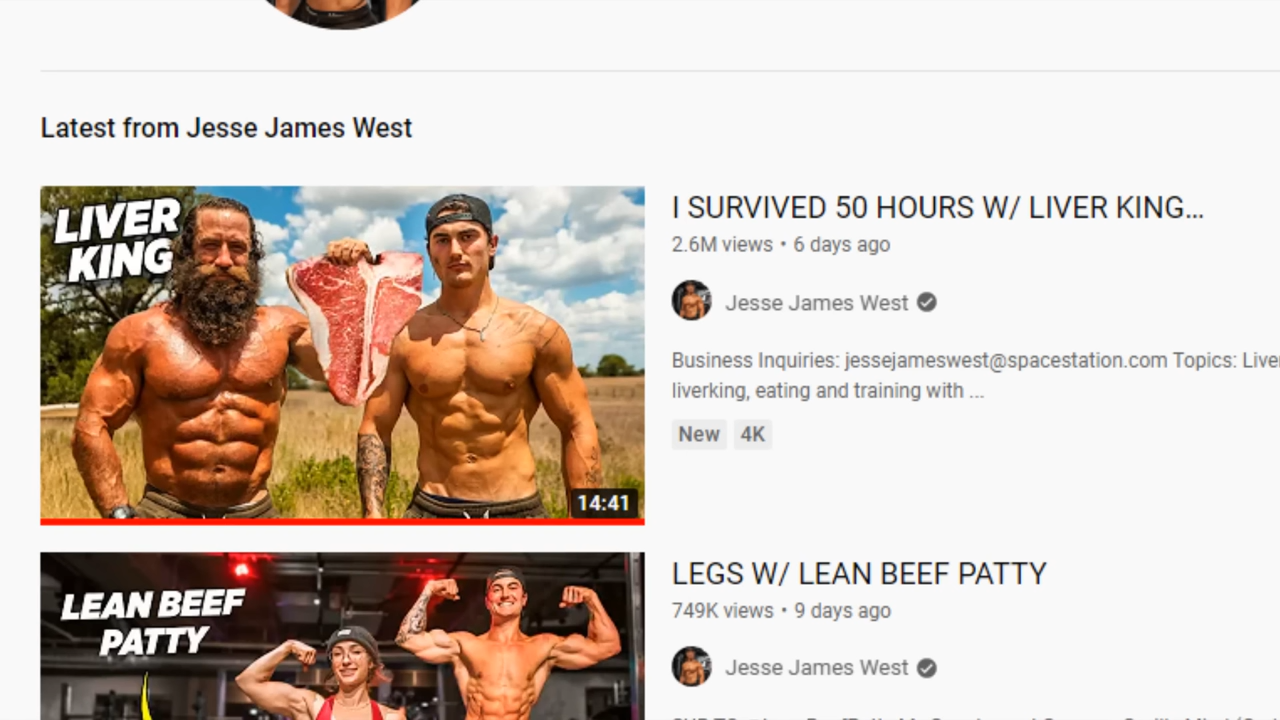 Latest from Jesse James West
LIVER
KING
14:41
I SURVIVED 50 HOURS W/ LIVER KING...
2.6M views • 6 days ago
Jesse James West
Business Inquiries: jessejameswest@spacestation.com Topics: Live
liverking, eating and training with ...
New 4K
LEAN BEEF
PATTY
LEGS W/ LEAN BEEF PATTY
749K views • 9 days ago
Jesse James West